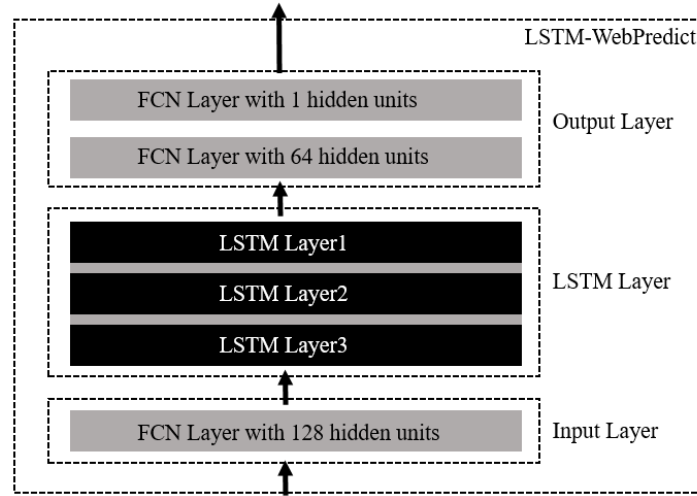 LSTM-WebPredict
FCN Layer with 1 hidden units
Output Layer
FCN Layer with 64 hidden units
LSTM Layer1
LSTM Layer2
LSTM Layer
LSTM Layer3
FCN Layer with 128 hidden units
Input Layer